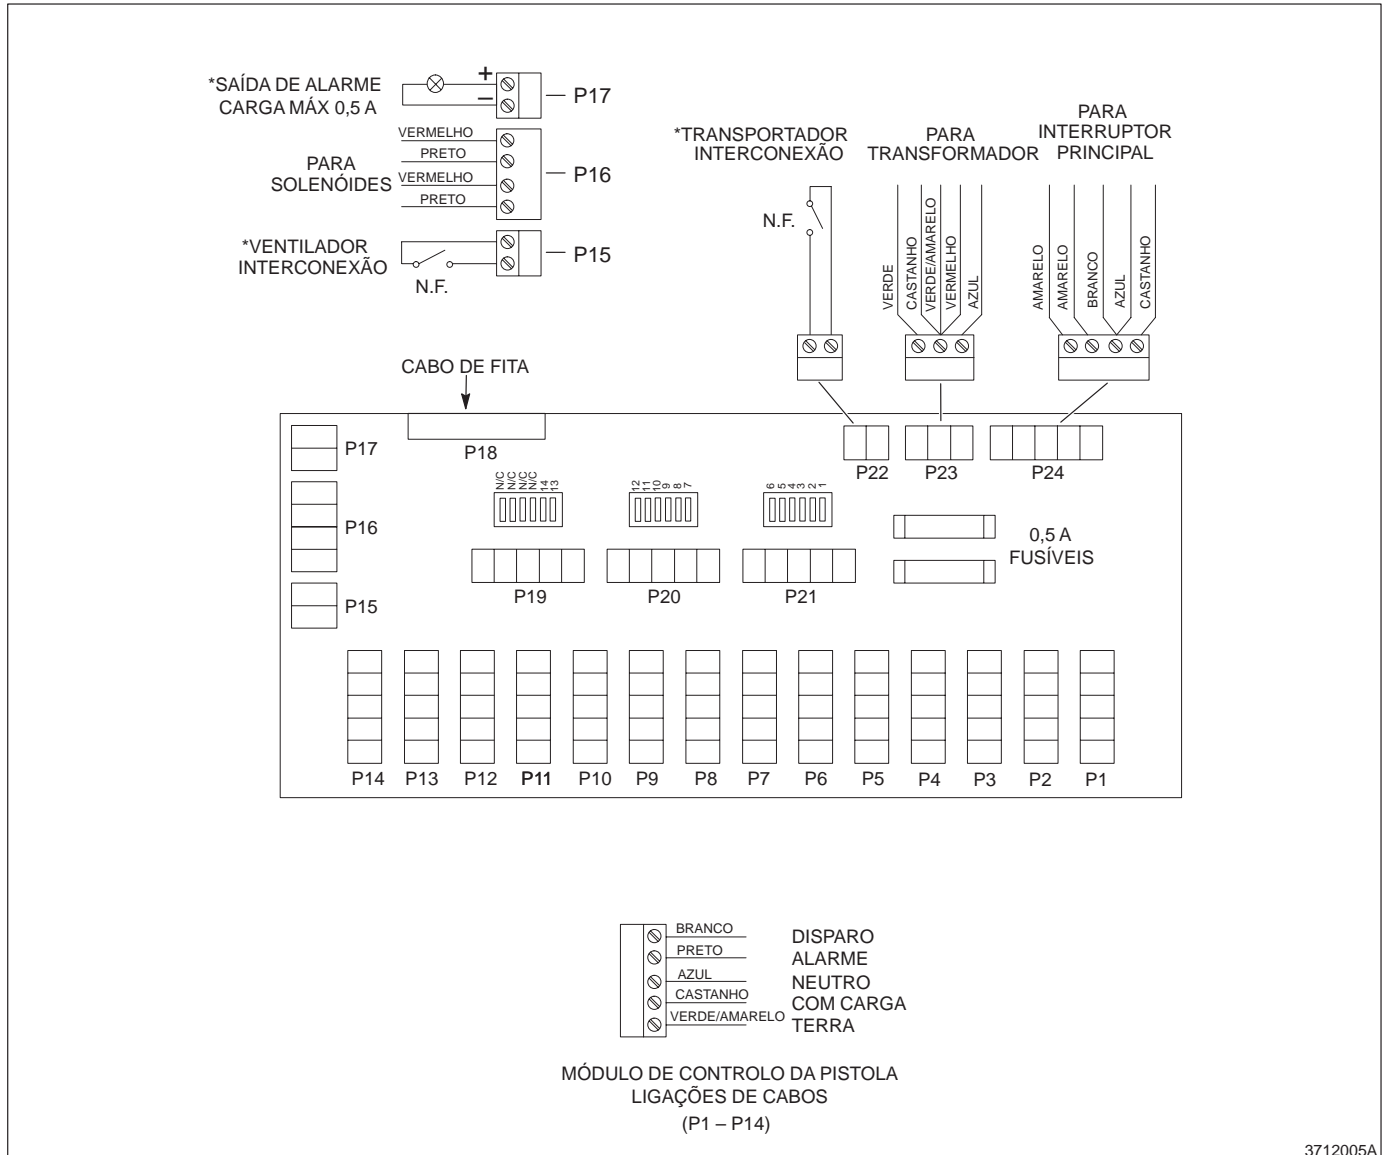 *SAÍDA DE ALARME
CARGA MÁX 0,5 A
+
–
P17
VERMELHO
PRETO
VERMELHO
PRETO
PARA
SOLENÓIDES
P16
*VENTILADOR
INTERCONEXÃO
N.F.
P15
*TRANSPORTADOR
INTERCONEXÃO
N.F.
PARA
TRANSFORMADOR
VERDE
CASTANHO
VERDE/AMARELO
VERMELHO
AZUL
PARA
INTERRUPTOR
PRINCIPAL
AMARELO
AMARELO
BRANCO
AZUL
CASTANHO
CABO DE FITA
P17
P18
P22
P23
P24
N/C
N/C
N/C
N/C
14
13
12
11
10
9
8
7
6
5
4
3
2
1
P16
0,5 A
FUSÍVEIS
P15
P19
P20
P21
P14 P13 P12 P11 P10 P9 P8 P7 P6 P5 P4 P3 P2 P1
BRANCO DISPARO
PRETO ALARME
AZUL NEUTRO
CASTANHO COM CARGA
VERDE/AMARELO TERRA
MÓDULO DE CONTROLO DA PISTOLA
LIGAÇÕES DE CABOS
(P1 – P14)
3712005A